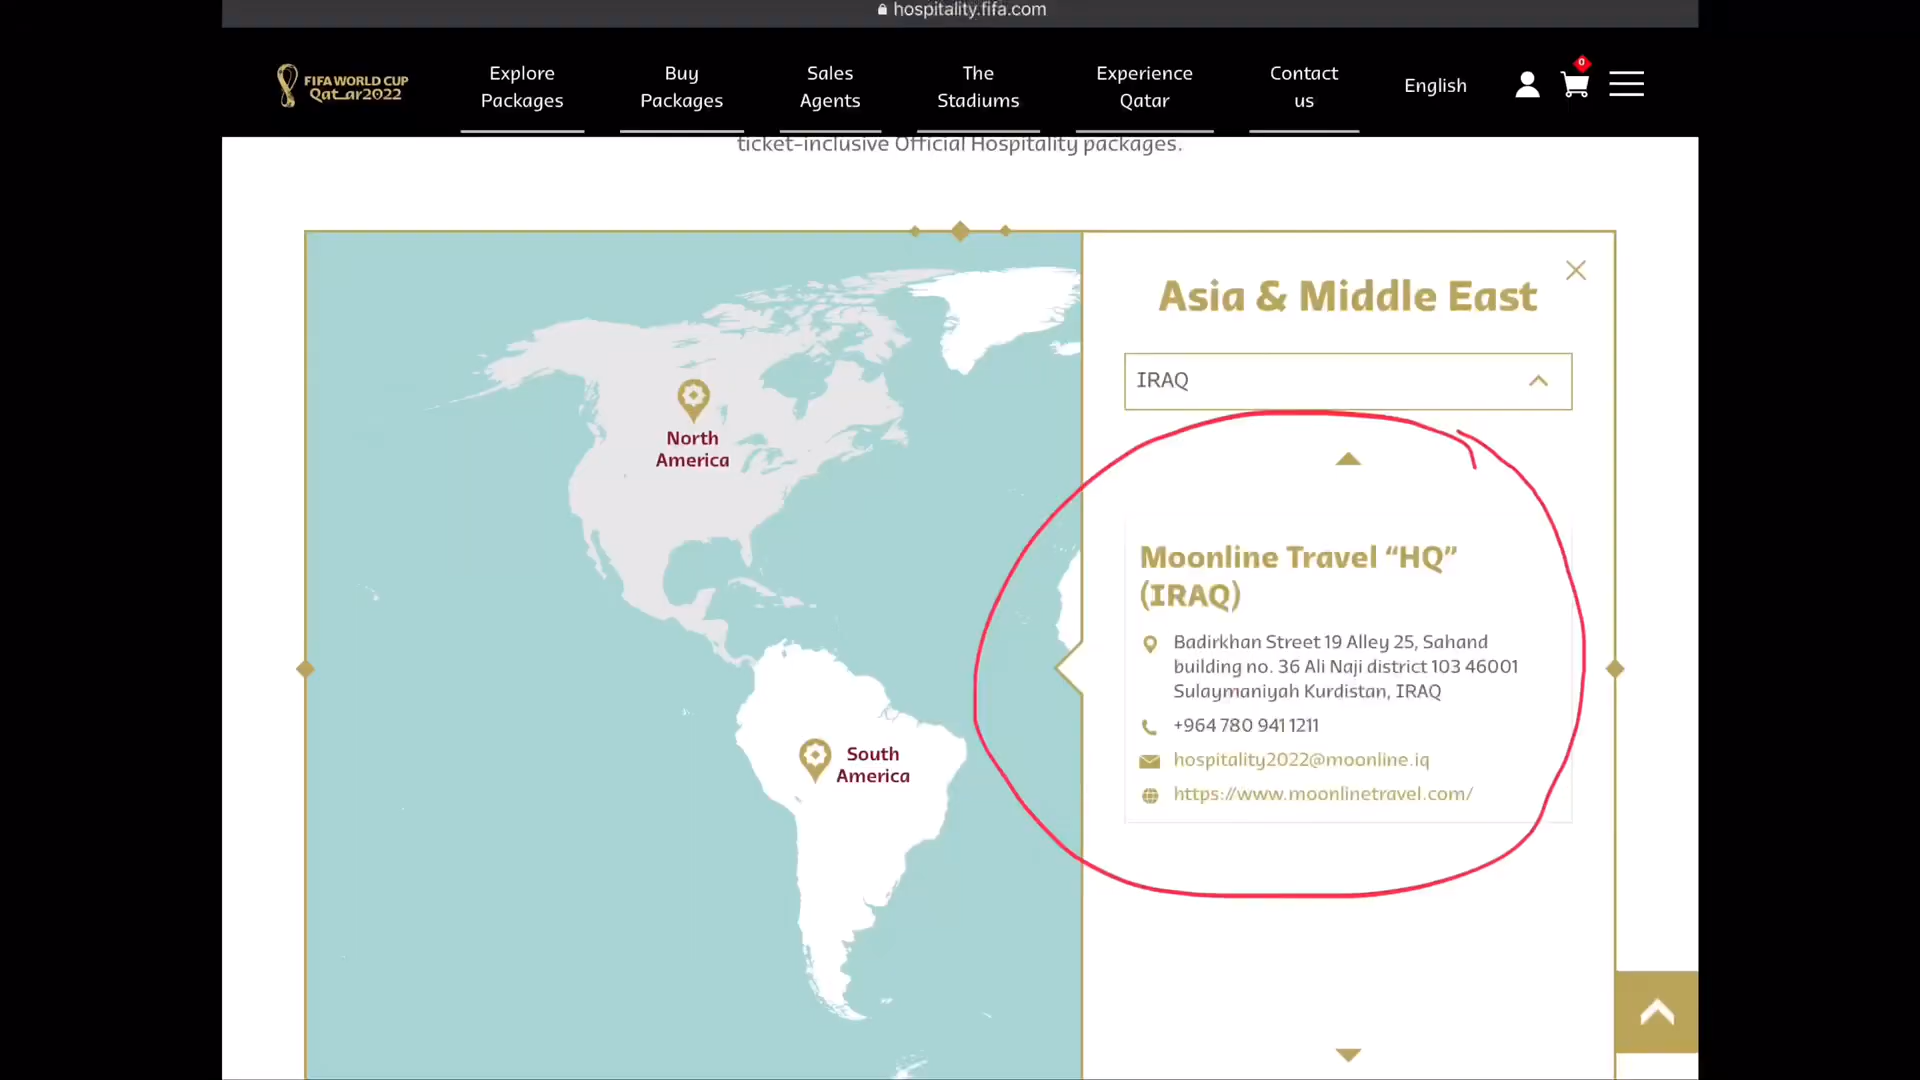 hospitality.fifa.com
FIFA WORLD CUP
Qatar2022
Explore
Packages
Buy
Packages
Sales
Agents
The
Stadiums
Experience
Qatar
Contact
us
English
0
ticket-inclusive Official Hospitality packages.
North
America
South
America
Asia & Middle East
IRAQ
Moonline Travel “HQ”
(IRAQ)
Badirkhan Street 19 Alley 25, Sahand
building no. 36 Ali Naji district 103 46001
Sulaymaniyah Kurdistan, IRAQ
+964 780 941 1211
hospitality2022@moonline.iq
https://www.moonlinetravel.com/